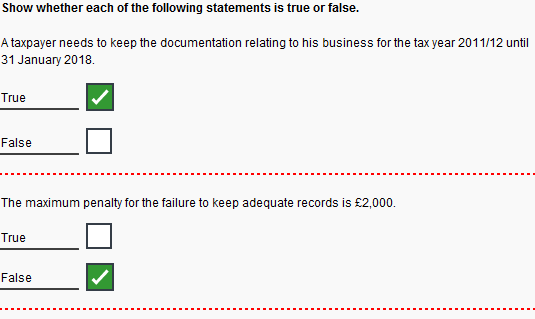 Show whether each of the following statements is true or false.
A taxpayer needs to keep the documentation relating to his business for the tax year 2011/12 until
31 January 2018.
True
False
The maximum penalty for the failure to keep adequate records is £2,000.
True
False